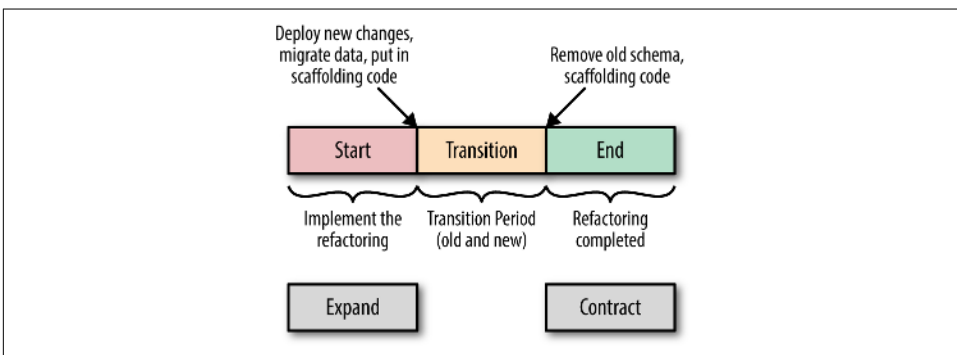 Deploy new changes,
migrate data, put in
scaffolding code
Remove old schema,
scaffolding code
Start
Transition
End
Implement the
refactoring
Transition Period
(old and new)
Refactoring
completed
Expand
Contract